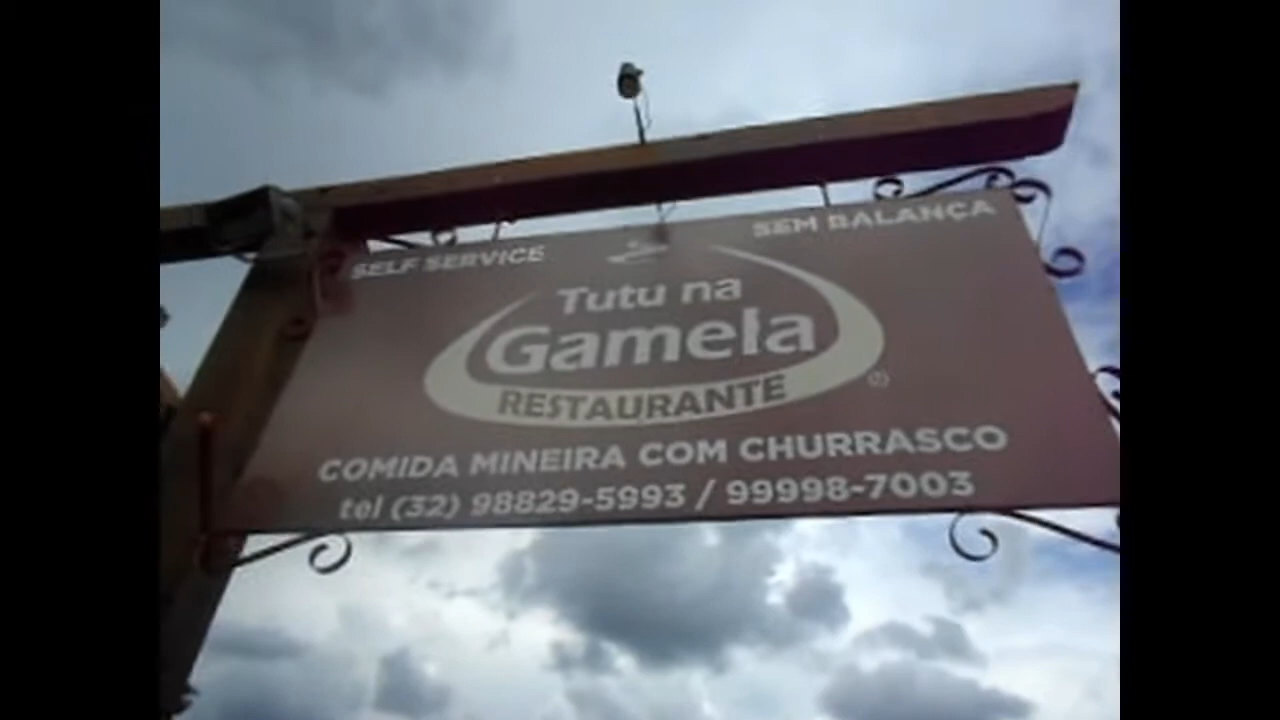 SELF SERVICE
SEM BALANÇA
Tutu na
Gamela
RESTAURANTE
COMIDA MINEIRA COM CHURRASCO
tel (32) 98829-5993 / 99998-7003